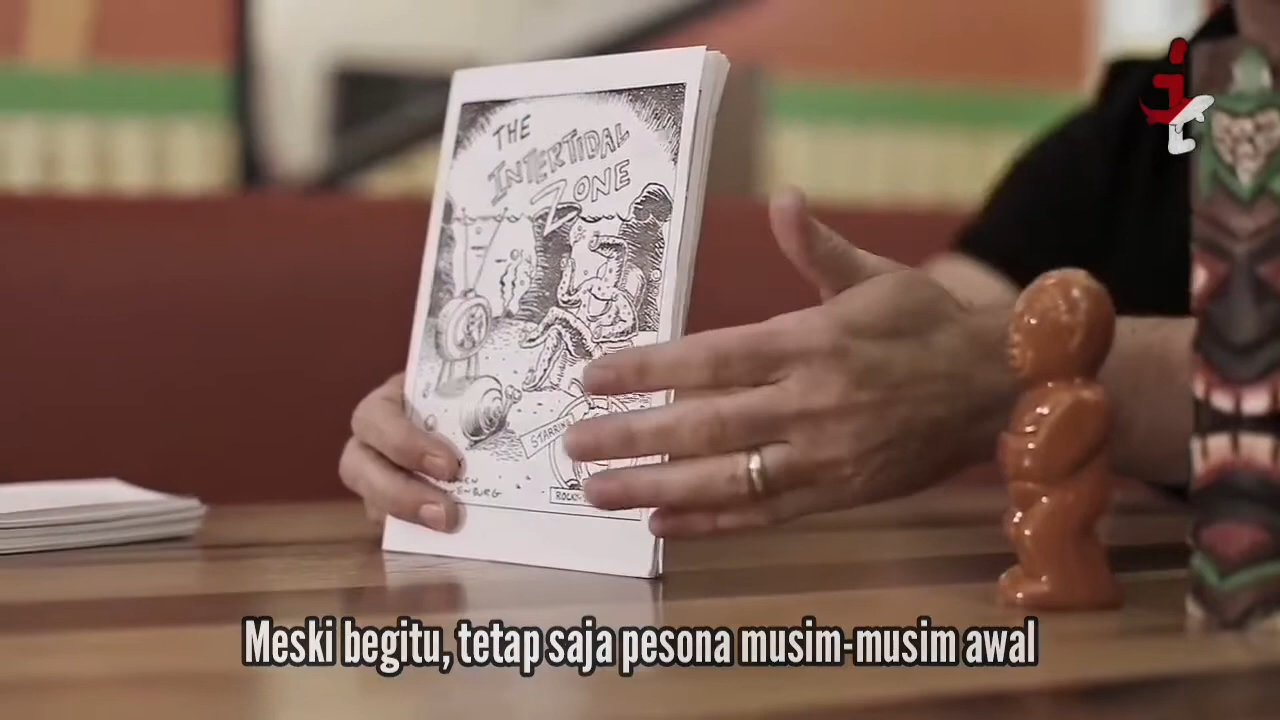 THE
INTERTIDAL
ZONE
STARRING
Meski begitu, tetap saja pesona musim-musim awal